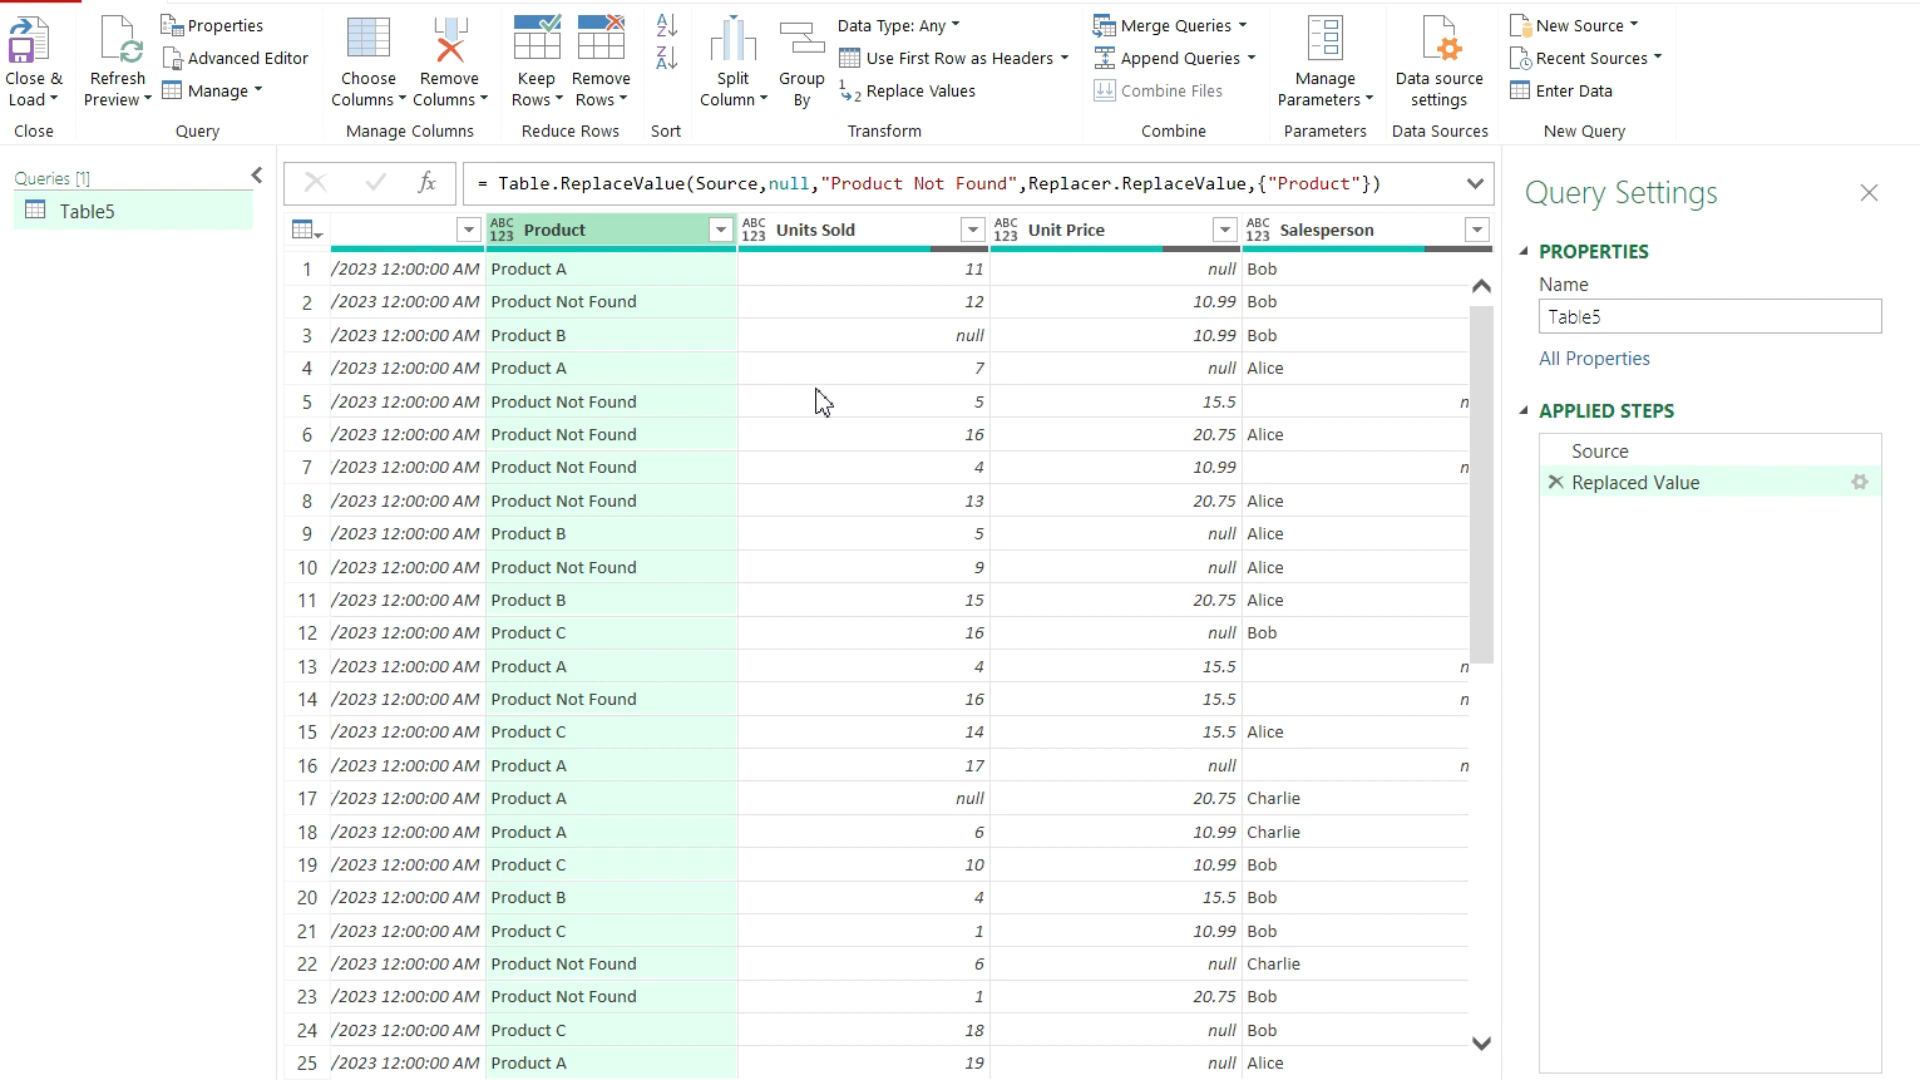 Close & Load
Close
Refresh Preview
Properties
Advanced Editor
Manage
Query
Choose Columns
Remove Columns
Manage Columns
Keep Rows
Remove Rows
Reduce Rows
A Z
Z A
Sort
Split Column
Group By
Data Type: Any
Use First Row as Headers
1 2 Replace Values
Transform
Merge Queries
Append Queries
Combine Files
Combine
Manage Parameters
Parameters
Data source settings
Data Sources
New Source
Recent Sources
Enter Data
New Query
Queries [1]
Table5
fx
= Table.ReplaceValue(Source,null,"Product Not Found",Replacer.ReplaceValue,{"Product"})
ABC 123 Product ABC 123 Units Sold ABC 123 Unit Price ABC 123 Salesperson
1 /2023 12:00:00 AM Product A 11 null Bob
2 /2023 12:00:00 AM Product Not Found 12 10.99 Bob
3 /2023 12:00:00 AM Product B null 10.99 Bob
4 /2023 12:00:00 AM Product A 7 null Alice
5 /2023 12:00:00 AM Product Not Found 5 15.5 n
6 /2023 12:00:00 AM Product Not Found 16 20.75 Alice
7 /2023 12:00:00 AM Product Not Found 4 10.99 n
8 /2023 12:00:00 AM Product Not Found 13 20.75 Alice
9 /2023 12:00:00 AM Product B 5 null Alice
10 /2023 12:00:00 AM Product Not Found 9 null Alice
11 /2023 12:00:00 AM Product B 15 20.75 Alice
12 /2023 12:00:00 AM Product C 16 null Bob
13 /2023 12:00:00 AM Product A 4 15.5 n
14 /2023 12:00:00 AM Product Not Found 16 15.5 n
15 /2023 12:00:00 AM Product C 14 15.5 Alice
16 /2023 12:00:00 AM Product A 17 null n
17 /2023 12:00:00 AM Product A null 20.75 Charlie
18 /2023 12:00:00 AM Product A 6 10.99 Charlie
19 /2023 12:00:00 AM Product C 10 10.99 Bob
20 /2023 12:00:00 AM Product B 4 15.5 Bob
21 /2023 12:00:00 AM Product C 1 10.99 Bob
22 /2023 12:00:00 AM Product Not Found 6 null Charlie
23 /2023 12:00:00 AM Product Not Found 1 20.75 Bob
24 /2023 12:00:00 AM Product C 18 null Bob
25 /2023 12:00:00 AM Product A 19 null Alice
Query Settings
PROPERTIES
Name
Table5
All Properties
APPLIED STEPS
Source
Replaced Value